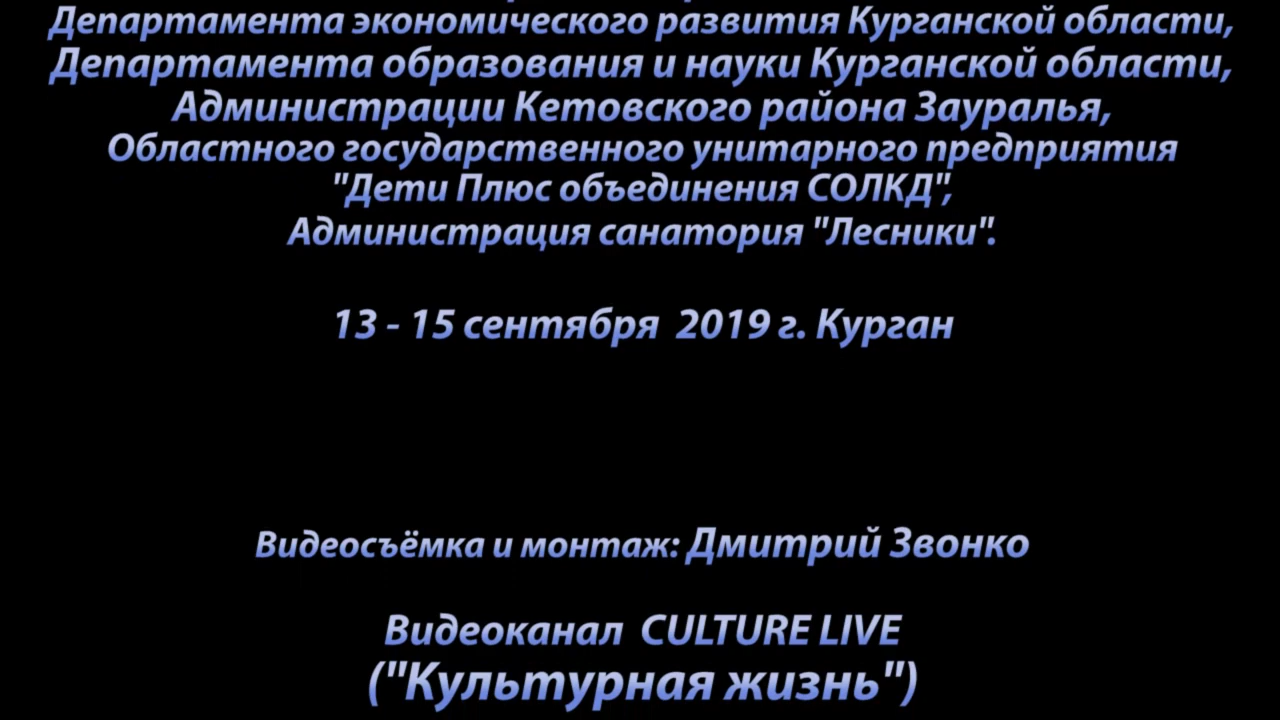 Департамента экономического развития Курганской области,
Департамента образования и науки Курганской области,
Администрации Кетовского района Зауралья,
Областного государственного унитарного предприятия
"Дети Плюс объединения СОЛКД",
Администрация санатория "Лесники".
13 - 15 сентября 2019 г. Курган
Видеосъёмка и монтаж: Дмитрий Звонко
Видеоканал CULTURE LIVE
("Культурная жизнь")